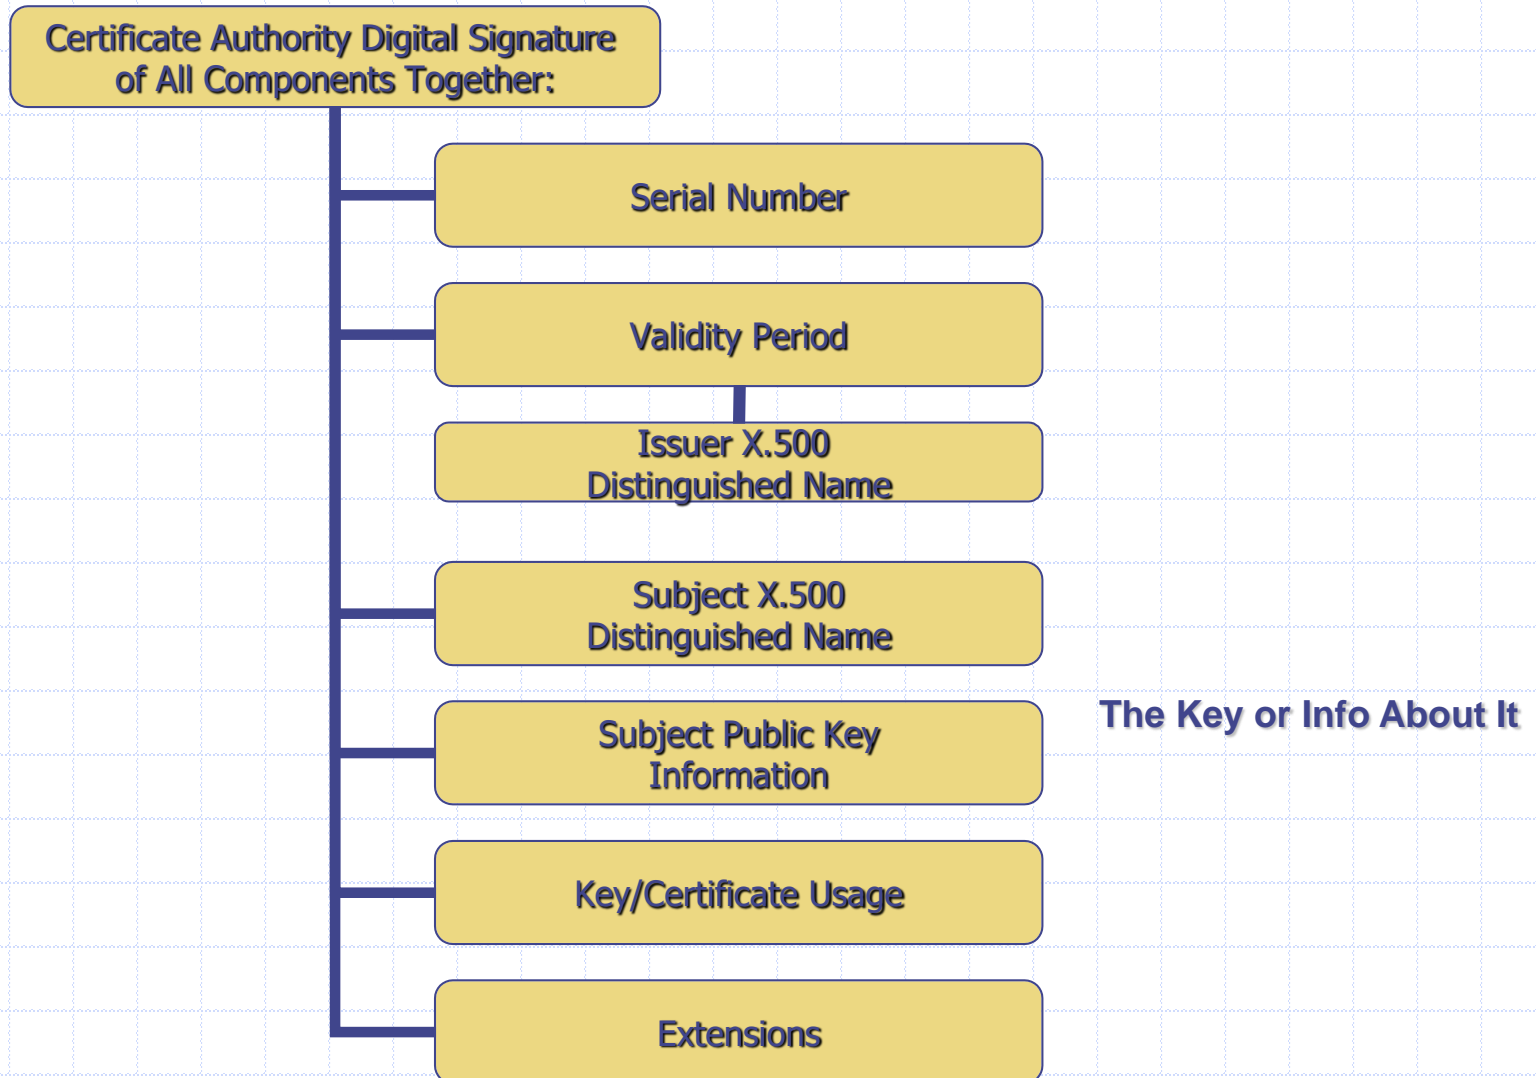 Certificate Authority Digital Signature
of All Components Together:
Serial Number
Validity Period
Issuer X.500
Distinguished Name
Subject X.500
Distinguished Name
The Key or Info About It
Subject Public Key
Information
Key/Certificate Usage
Extensions